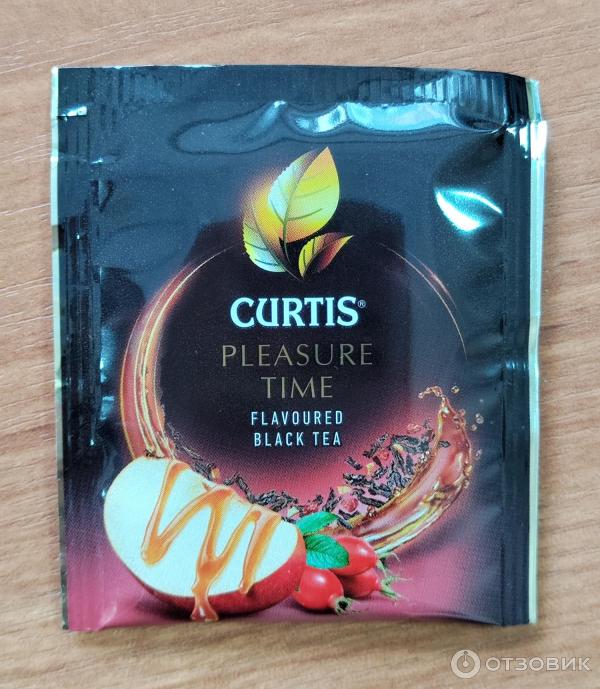 CURTIS®
PLEASURE
TIME
FLAVOURED
BLACK TEA
ОТЗОВИК